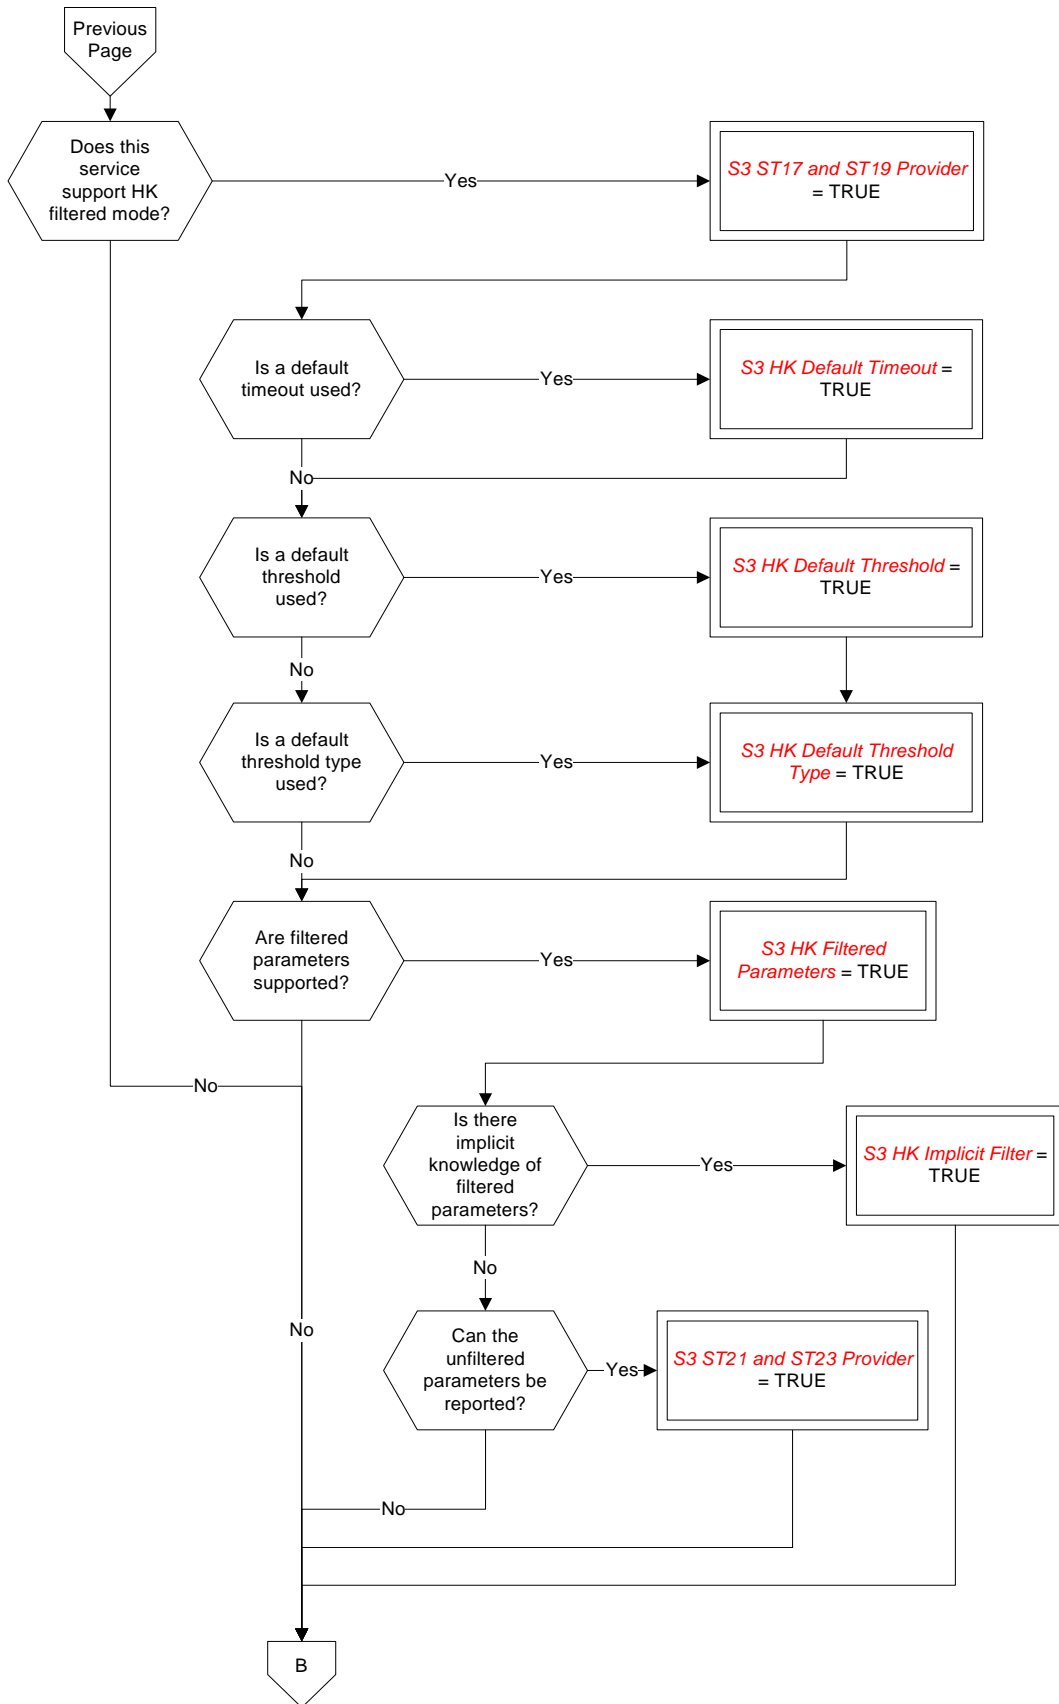 Previous
Page
Does this
service
support HK
filtered mode?
Yes
S3 ST17 and ST19 Provider
= TRUE
Is a default
timeout used?
Yes
S3 HK Default Timeout =
TRUE
No
Is a default
threshold
used?
Yes
S3 HK Default Threshold =
TRUE
No
Is a default
threshold type
used?
Yes
S3 HK Default Threshold
Type = TRUE
No
Are filtered
parameters
supported?
Yes
S3 HK Filtered
Parameters = TRUE
No
Is there
implicit
knowledge of
filtered
parameters?
Yes
S3 HK Implicit Filter =
TRUE
No
No
Can the
unfiltered
parameters be
reported?
Yes
S3 ST21 and ST23 Provider
= TRUE
No
B